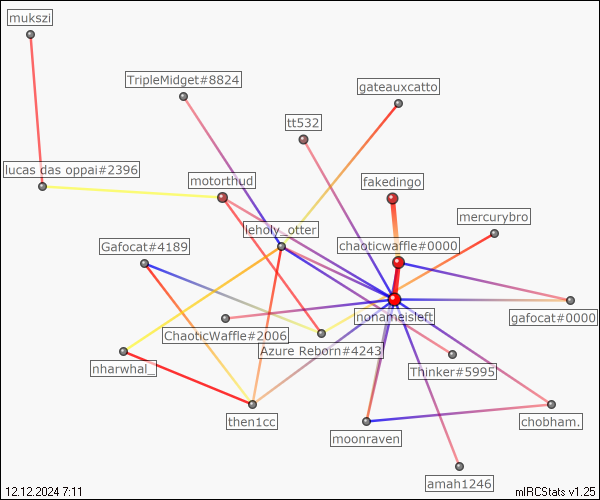 mukszi
TripleMidget#8824
gateauxcatto
tt532
lucas das oppai#2396
motorthud
fakedingo
mercurybro
leholy_otter
Gafocat#4189
chaoticwaffle#0000
nonameisleft
gafocat#0000
ChaoticWaffle#2006
Azure Reborn#4243
nharwhal_
Thinker#5995
then1cc
moonraven
chobham.
amah1246
12.12.2024 7:11
mIRCStats v1.25